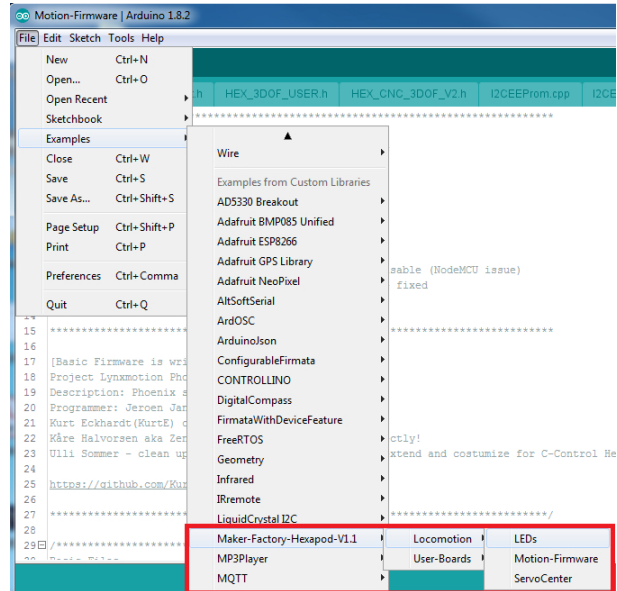 Motion-Firmware | Arduino 1.8.2
File Edit Sketch Tools Help
New Ctrl+N
Open... Ctrl+O
Open Recent
Sketchbook
Examples
Close Ctrl+W
Save Ctrl+S
Save As... Ctrl+Shift+S
Page Setup Ctrl+Shift+P
Print Ctrl+P
Preferences Ctrl+Comma
Quit Ctrl+Q
.h HEX_3DOF_USER.h HEX_CNC_3DOF_V2.h I2CEEProm.cpp I2CE
*********************************************************
Wire
Examples from Custom Libraries
AD5330 Breakout
Adafruit BMP085 Unified
Adafruit ESP8266
Adafruit GPS Library
Adafruit NeoPixel
AltSoftSerial
ArdOSC
ArduinoJson
ConfigurableFirmata
CONTROLLINO
DigitalCompass
FirmataWithDeviceFeature
FreeRTOS
Geometry
Infrared
IRremote
LiquidCrystal I2C
Maker-Factory-Hexapod-V1.1
MP3Player
MQTT
Locomotion
User-Boards
LEDs
Motion-Firmware
ServoCenter
sable (NodeMCU issue)
fixed
14
15 ********************** *************************
16
17 [Basic Firmware is wri
18 Project Lynxmotion Pho
19 Description: Phoenix s
20 Programmer: Jeroen Jan
21 Kurt Eckhardt(KurtE) c
22 Kåre Halvorsen aka Zen ctly!
23 Ulli Sommer - clean up xtend and costumize for C-Control He
24
25 https://github.com/Kur
26
27 ********************** *************************/
28
29 /*********************